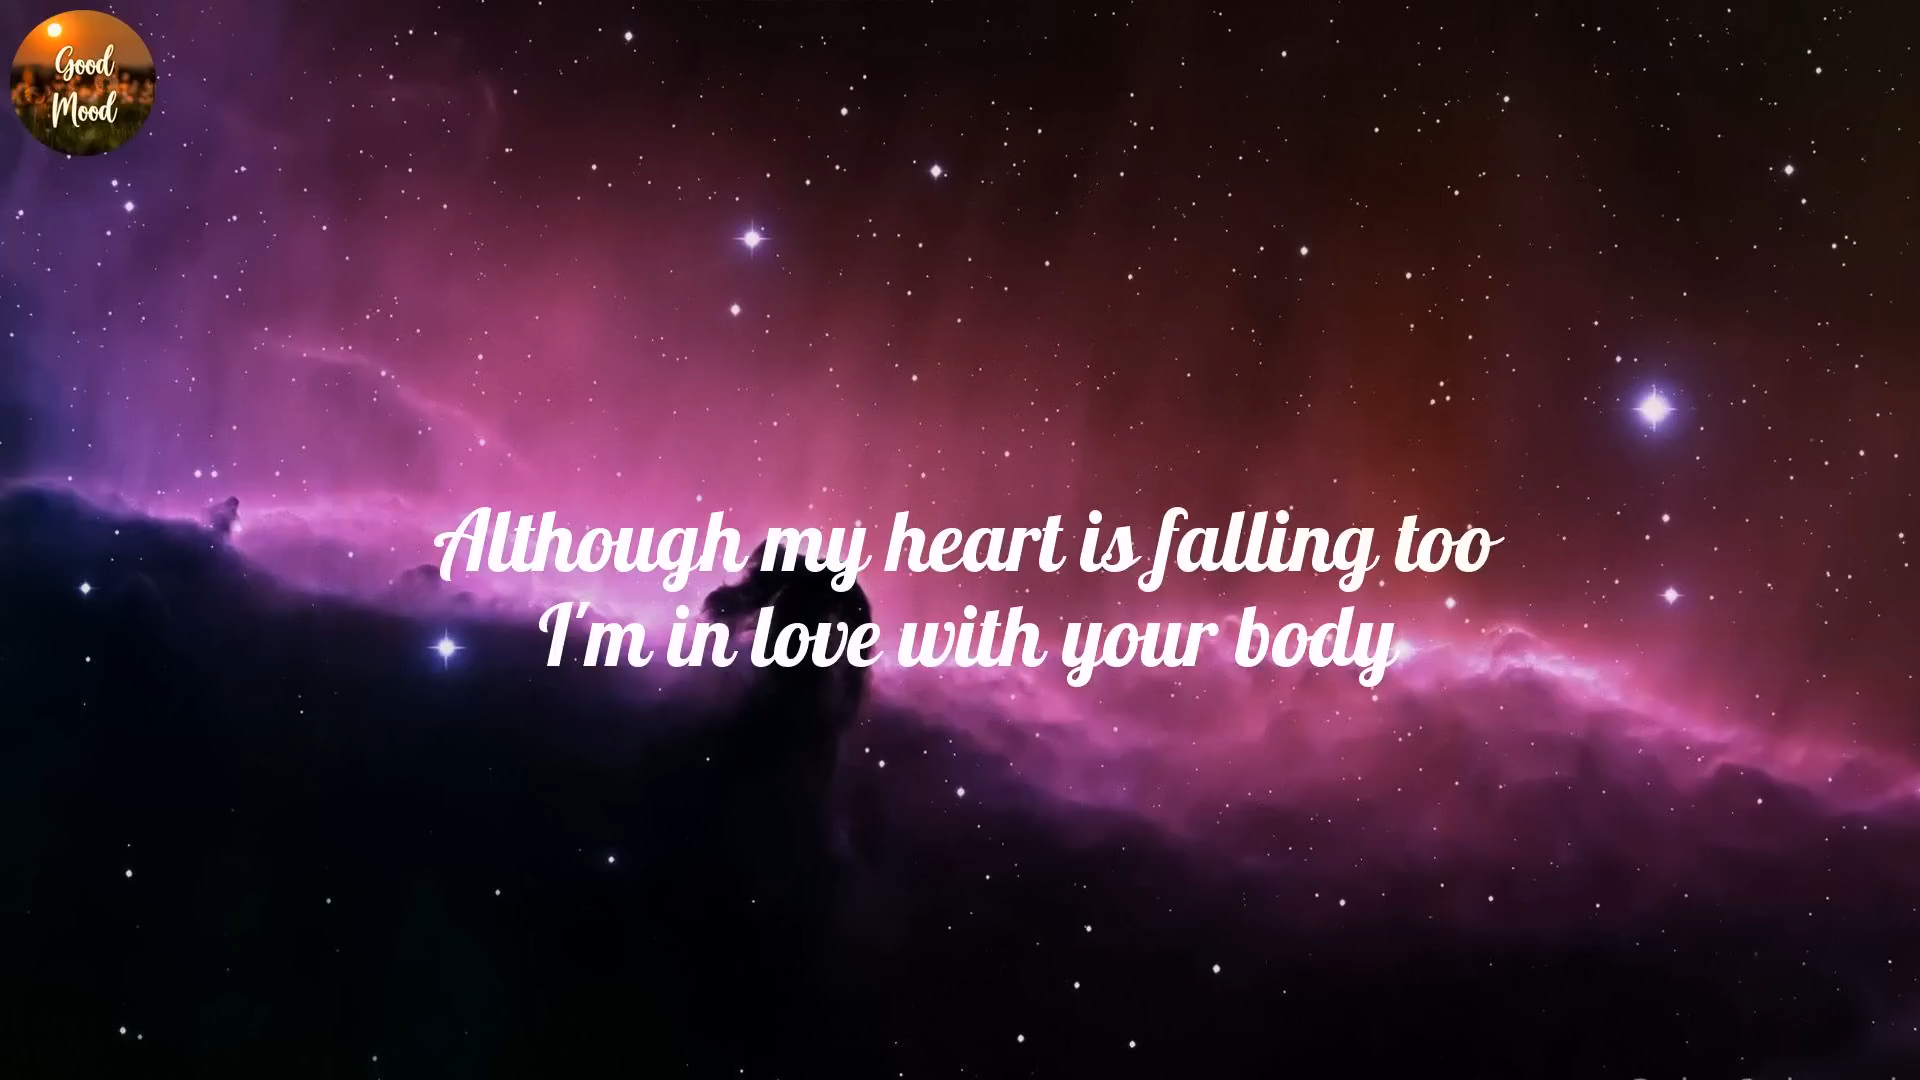 Good
Mood
Although my heart is falling too
I'm in love with your body